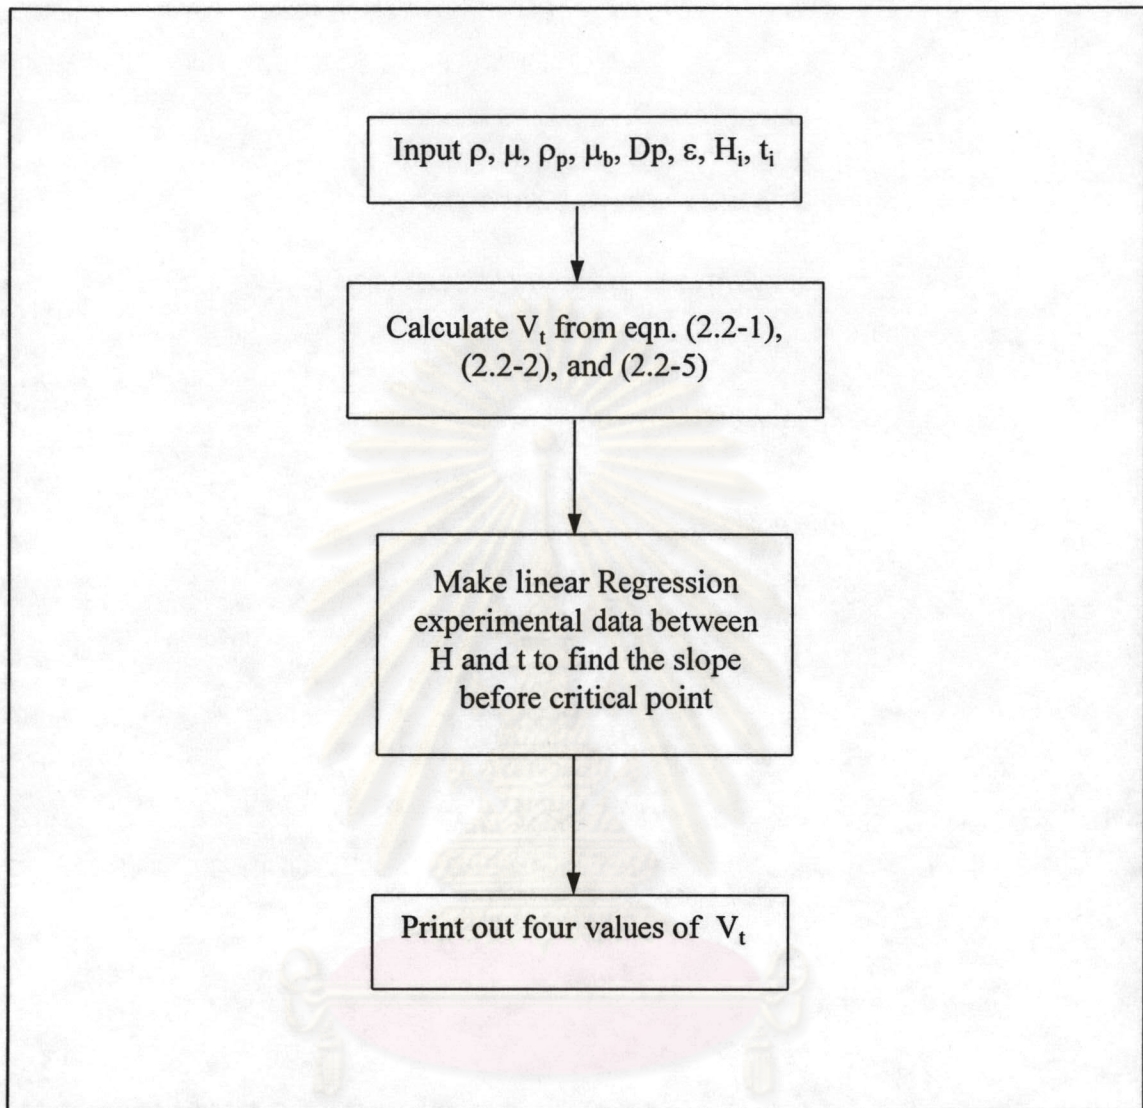 Input ρ, μ, ρp, μb, Dp, ε, Hi, ti
Calculate Vt from eqn. (2.2-1),
(2.2-2), and (2.2-5)
Make linear Regression
experimental data between
H and t to find the slope
before critical point
Print out four values of Vt